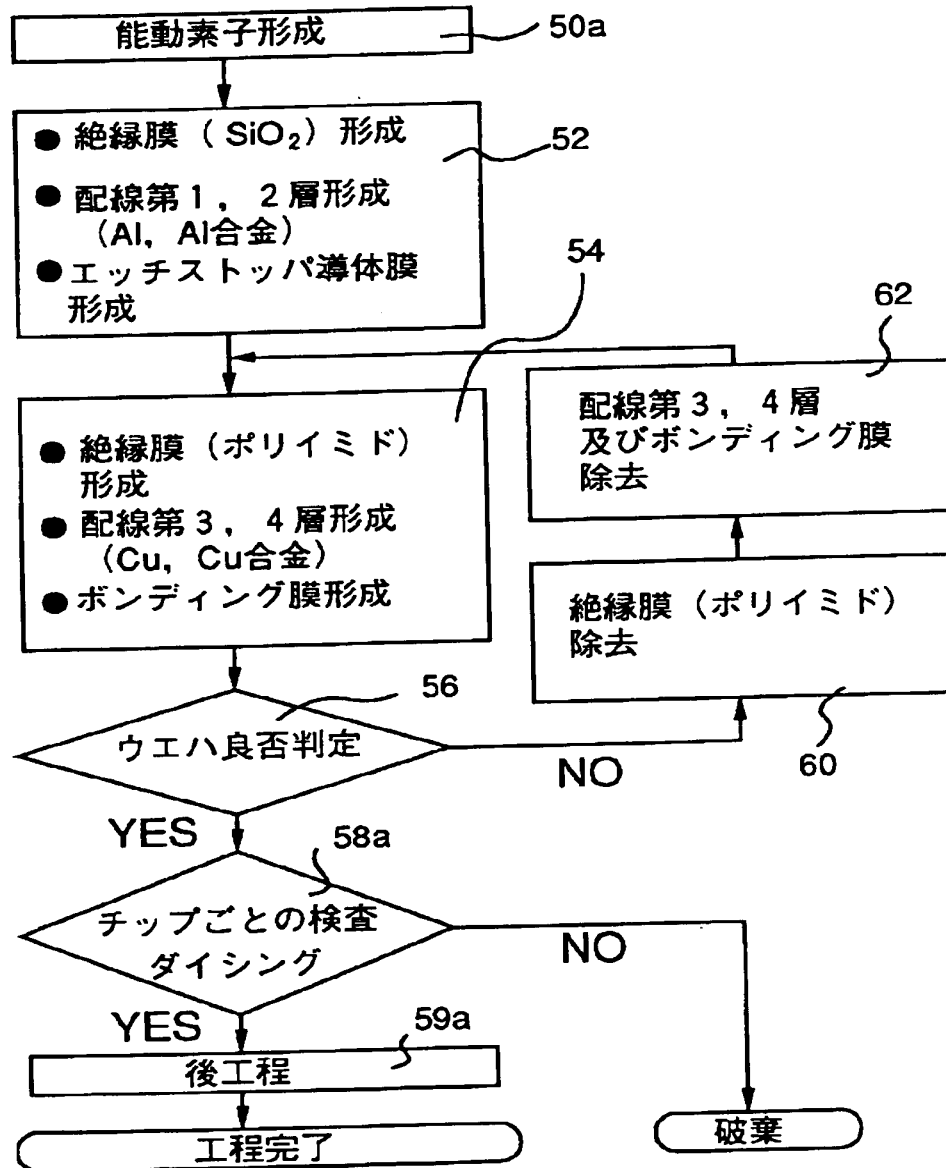 能動素子形成
50a
● 絶縁膜（SiO₂）形成
● 配線第1，2層形成
（Al，Al合金）
● エッチストッパ導体膜
形成
52
54
● 絶縁膜（ポリイミド）
形成
● 配線第3，4層形成
（Cu，Cu合金）
● ボンディング膜形成
62
配線第3，4層
及びボンディング膜
除去
絶縁膜（ポリイミド）
除去
60
56
ウエハ良否判定
NO
YES
58a
チップごとの検査
ダイシング
NO
YES
59a
後工程
工程完了
破棄